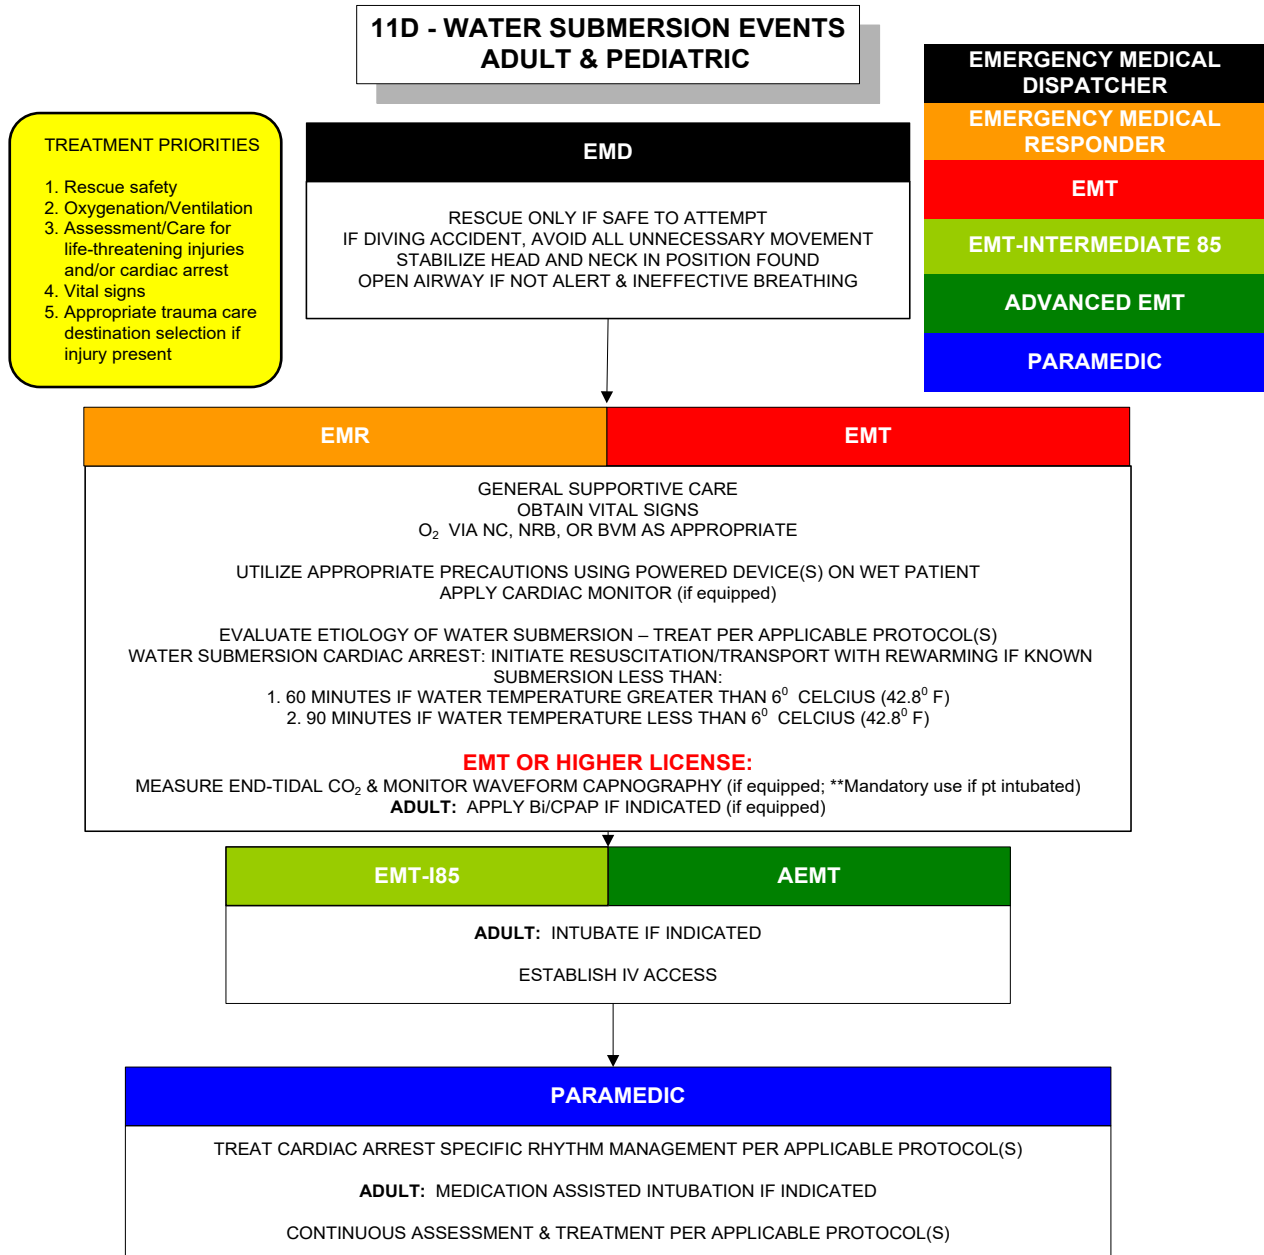 11D - WATER SUBMERSION EVENTS
ADULT & PEDIATRIC
EMERGENCY MEDICAL
DISPATCHER
EMERGENCY MEDICAL
RESPONDER
EMT
EMT-INTERMEDIATE 85
ADVANCED EMT
PARAMEDIC
TREATMENT PRIORITIES
1. Rescue safety
2. Oxygenation/Ventilation
3. Assessment/Care for
life-threatening injuries
and/or cardiac arrest
4. Vital signs
5. Appropriate trauma care
destination selection if
injury present
EMD
RESCUE ONLY IF SAFE TO ATTEMPT
IF DIVING ACCIDENT, AVOID ALL UNNECESSARY MOVEMENT
STABILIZE HEAD AND NECK IN POSITION FOUND
OPEN AIRWAY IF NOT ALERT & INEFFECTIVE BREATHING
EMR
EMT
GENERAL SUPPORTIVE CARE
OBTAIN VITAL SIGNS
O₂ VIA NC, NRB, OR BVM AS APPROPRIATE
UTILIZE APPROPRIATE PRECAUTIONS USING POWERED DEVICE(S) ON WET PATIENT
APPLY CARDIAC MONITOR (if equipped)
EVALUATE ETIOLOGY OF WATER SUBMERSION – TREAT PER APPLICABLE PROTOCOL(S)
WATER SUBMERSION CARDIAC ARREST: INITIATE RESUSCITATION/TRANSPORT WITH REWARMING IF KNOWN
SUBMERSION LESS THAN:
1. 60 MINUTES IF WATER TEMPERATURE GREATER THAN 6⁰ CELCIUS (42.8⁰ F)
2. 90 MINUTES IF WATER TEMPERATURE LESS THAN 6⁰ CELCIUS (42.8⁰ F)
EMT OR HIGHER LICENSE:
MEASURE END-TIDAL CO₂ & MONITOR WAVEFORM CAPNOGRAPHY (if equipped; **Mandatory use if pt intubated)
ADULT: APPLY Bi/CPAP IF INDICATED (if equipped)
EMT-I85
AEMT
ADULT: INTUBATE IF INDICATED
ESTABLISH IV ACCESS
PARAMEDIC
TREAT CARDIAC ARREST SPECIFIC RHYTHM MANAGEMENT PER APPLICABLE PROTOCOL(S)
ADULT: MEDICATION ASSISTED INTUBATION IF INDICATED
CONTINUOUS ASSESSMENT & TREATMENT PER APPLICABLE PROTOCOL(S)